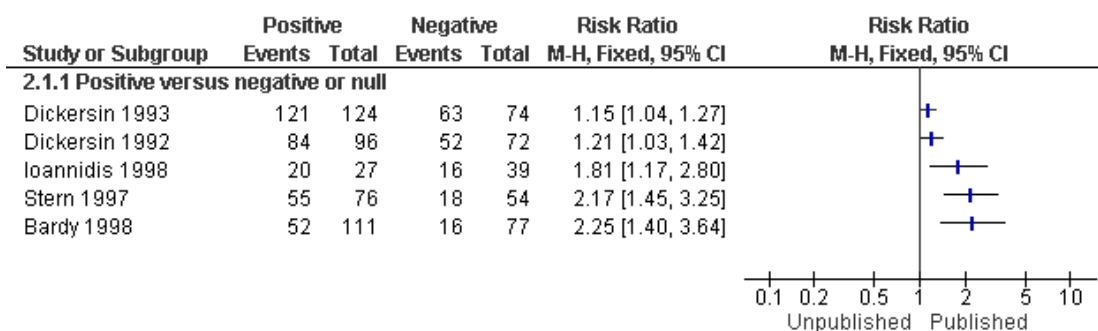 Positive Negative Risk Ratio Risk Ratio
Study or Subgroup Events Total Events Total M-H, Fixed, 95% CI M-H, Fixed, 95% CI
2.1.1 Positive versus negative or null
Dickersin 1993 121 124 63 74 1.15 [1.04, 1.27]
Dickersin 1992 84 96 52 72 1.21 [1.03, 1.42]
Ioannidis 1998 20 27 16 39 1.81 [1.17, 2.80]
Stern 1997 55 76 18 54 2.17 [1.45, 3.25]
Bardy 1998 52 111 16 77 2.25 [1.40, 3.64]
0.1 0.2 0.5 1 2 5 10
Unpublished Published